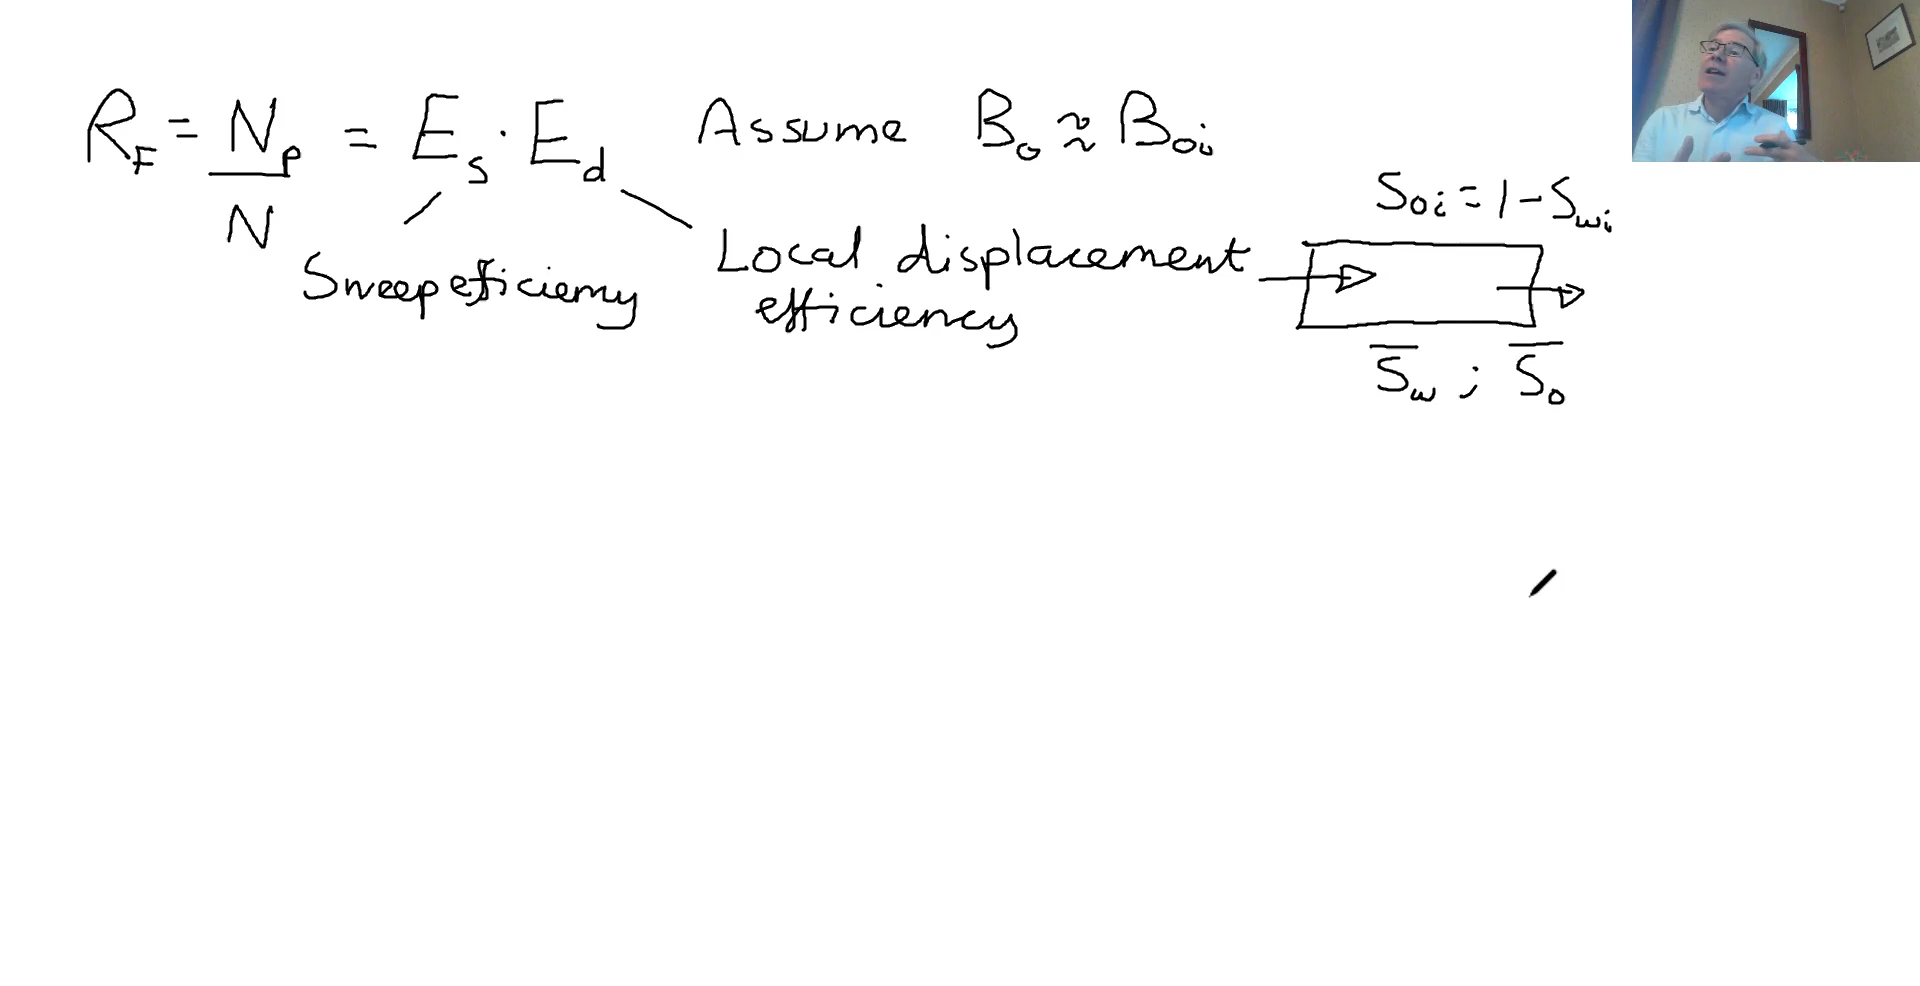 R_F = N_p / N = E_s · E_d Assume B_o ≈ B_oi
S_oi = 1 - S_wi
Sweep efficiency
Local displacement
efficiency
S̅_w ; S̅_o